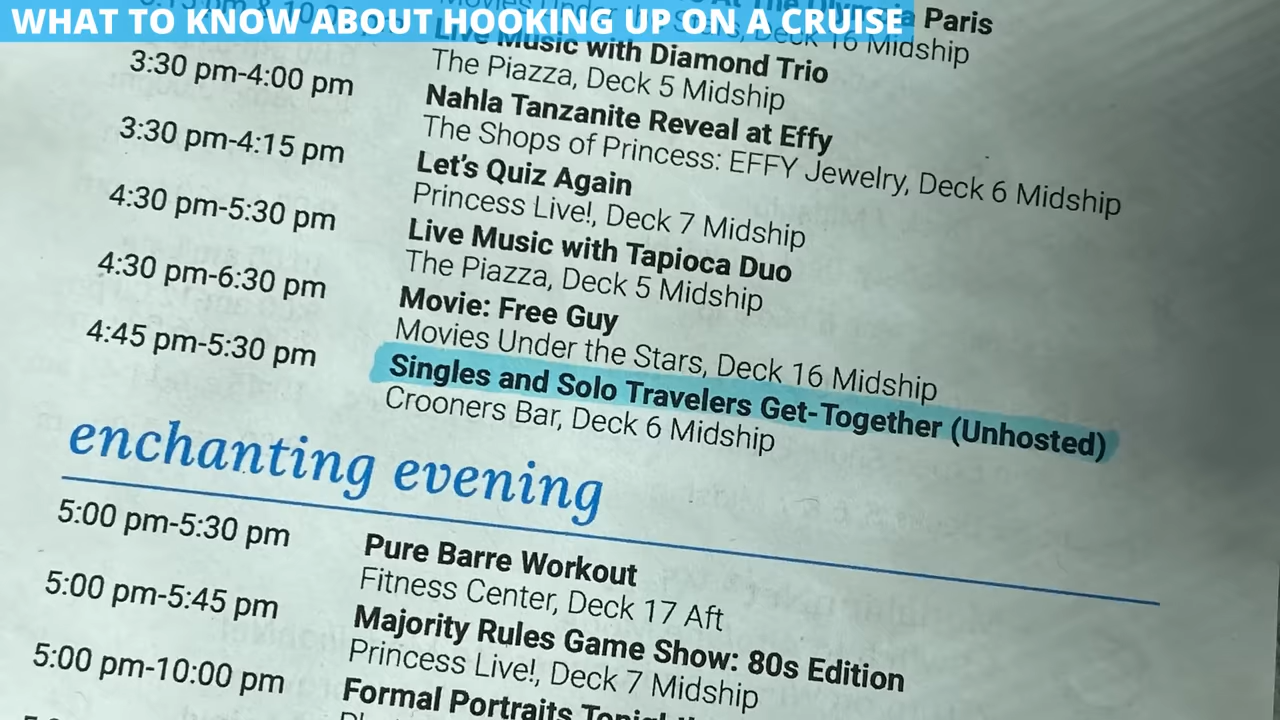 WHAT TO KNOW ABOUT HOOKING UP ON A CRUISE
Paris
Movies Under the Stars, Deck 16 Midship
3:30 pm-4:00 pm
Live Music with Diamond Trio
The Piazza, Deck 5 Midship
3:30 pm-4:15 pm
Nahla Tanzanite Reveal at Effy
The Shops of Princess: EFFY Jewelry, Deck 6 Midship
4:30 pm-5:30 pm
Let's Quiz Again
Princess Live!, Deck 7 Midship
4:30 pm-6:30 pm
Live Music with Tapioca Duo
The Piazza, Deck 5 Midship
4:45 pm-5:30 pm
Movie: Free Guy
Movies Under the Stars, Deck 16 Midship
Singles and Solo Travelers Get-Together (Unhosted)
Crooners Bar, Deck 6 Midship
enchanting evening
5:00 pm-5:30 pm
Pure Barre Workout
Fitness Center, Deck 17 Aft
5:00 pm-5:45 pm
Majority Rules Game Show: 80s Edition
Princess Live!, Deck 7 Midship
5:00 pm-10:00 pm
Formal Portraits